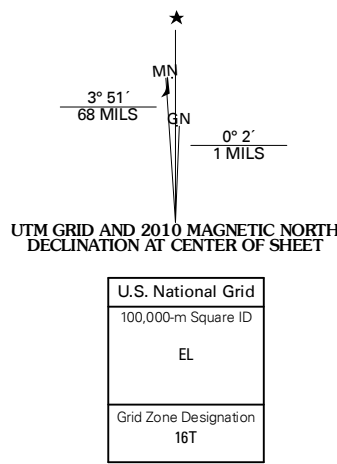 ★
MN
3° 51´
68 MILS
GN
0° 2´
1 MILS
UTM GRID AND 2010 MAGNETIC NORTH
DECLINATION AT CENTER OF SHEET
U.S. National Grid
100,000-m Square ID
EL
Grid Zone Designation
16T